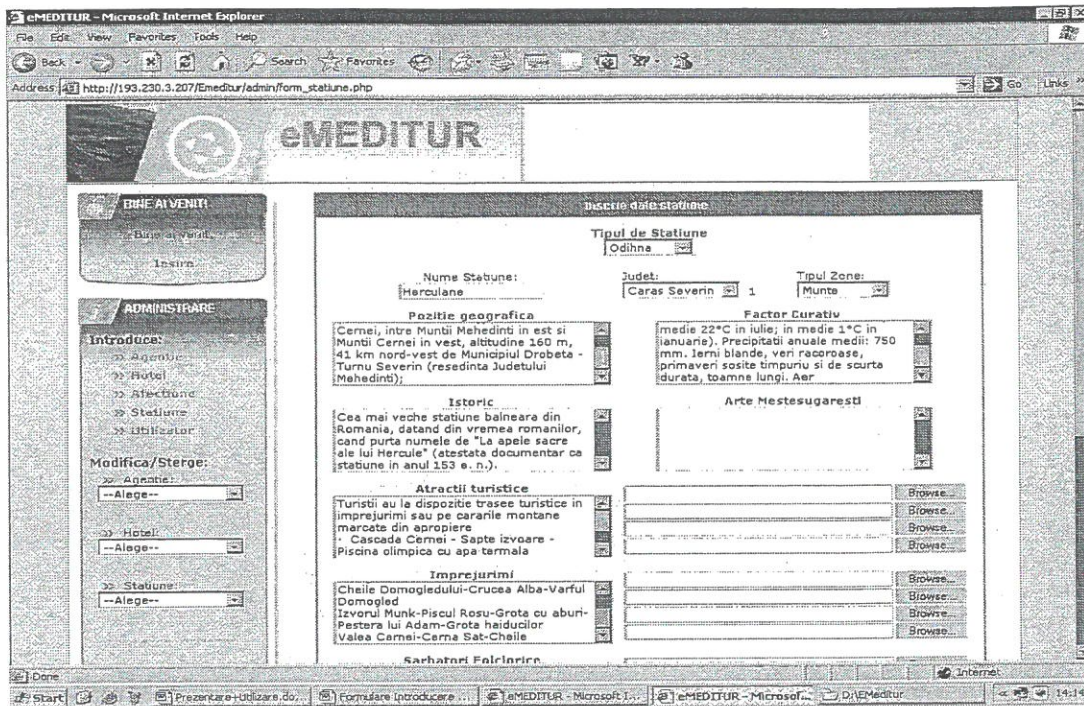 eMEDITUR - Microsoft Internet Explorer
File Edit View Favorites Tools Help
Back Search Favorites
Address http://193.230.3.207/Emeditur/admin/form_statiune.php Go Links »
eMEDITUR
BINE AI VENIT!
Bine ai venit,
Iesire
ADMINISTRARE
Introduce:
>> Agentie
>> Hotel
>> Afectiune
>> Statiune
>> Utilizator
Modifica/Sterge:
>> Agentie:
--Alege--
>> Hotel:
--Alege--
>> Statiune:
--Alege--
Inscrie date statiune
Tipul de Statiune
Odihna
Nume Statiune: Judet: Tipul Zone:
Herculane Caras Severin 1 Munte
Pozitie geografica
Cernei, intre Muntii Mehedinti in est si
Muntii Cernei in vest, altitudine 160 m,
41 km nord-vest de Municipiul Drobeta -
Turnu Severin (resedinta Judetului
Mehedinti);
Factor Curativ
medie 22°C in iulie; in medie 1°C in
ianuarie). Precipitatii anuale medii: 750
mm. Ierni blande, veri racoroase,
primaveri sosite timpuriu si de scurta
durata, toamne lungi. Aer
Istoric
Cea mai veche statiune balneara din
Romania, datand din vremea romanilor,
cand purta numele de "La apele sacre
ale lui Hercule" (atestata documentar ca
statiune in anul 153 e. n.).
Arte Mestesugaresti
Atractii turistice
Turistii au la dispozitie trasee turistice in
imprejurimi sau pe cararile montane
marcate din apropiere
· Cascada Cernei - Sapte izvoare -
Piscina olimpica cu apa termala
Browse...
Browse...
Browse...
Browse...
Imprejurimi
Cheile Domogledului-Crucea Alba-Varful
Domogled
Izvorul Munk-Piscul Rosu-Grota cu aburi-
Pestera lui Adam-Grota haiducilor
Valea Carnei-Cerna Sat-Cheile
Browse...
Browse...
Browse...
Browse...
Sarbatori Folclorice
Done Internet
Start Prezentare+Utilizare.do... Formulare Introducere ... eMEDITUR - Microsoft I... eMEDITUR - Microsof... D:\EMeditur 14:14